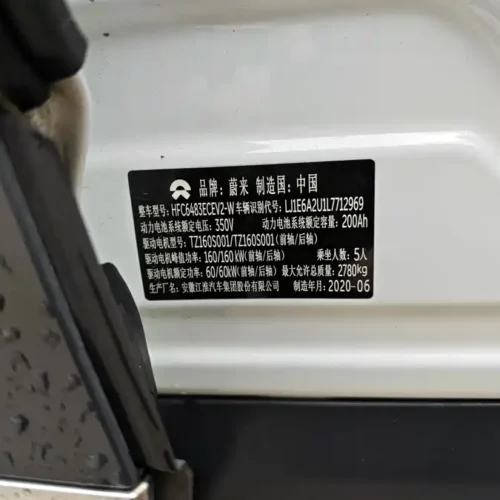 品牌：蔚来 制造国：中国
整车型号：HFC6483ECEV2-W 车辆识别代号：LJ1E6A2U1L7712969
动力电池系统额定电压：350V 动力电池系统额定容量：200Ah
驱动电机型号：TZ160S001/TZ160S001(前轴/后轴)
驱动电机峰值功率：160/160kW(前轴/后轴) 乘坐人数：5人
驱动电机额定功率：60/60kW(前轴/后轴) 最大允许总质量：2780kg
生产厂名：安徽江淮汽车集团股份有限公司 制造年月：2020-06